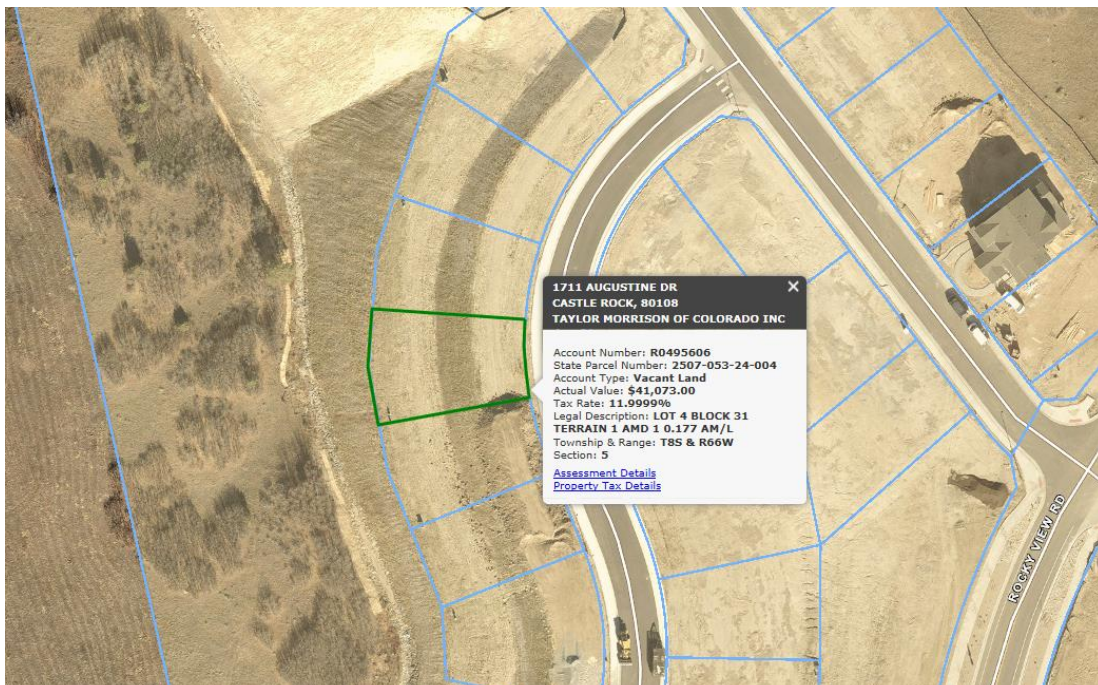 1711 AUGUSTINE DR
CASTLE ROCK, 80108
TAYLOR MORRISON OF COLORADO INC
Account Number: R0495606
State Parcel Number: 2507-053-24-004
Account Type: Vacant Land
Actual Value: $41,073.00
Tax Rate: 11.9999%
Legal Description: LOT 4 BLOCK 31
TERRAIN 1 AMD 1 0.177 AM/L
Township & Range: T8S & R66W
Section: 5
Assessment Details
Property Tax Details
ROCKY VIEW RD